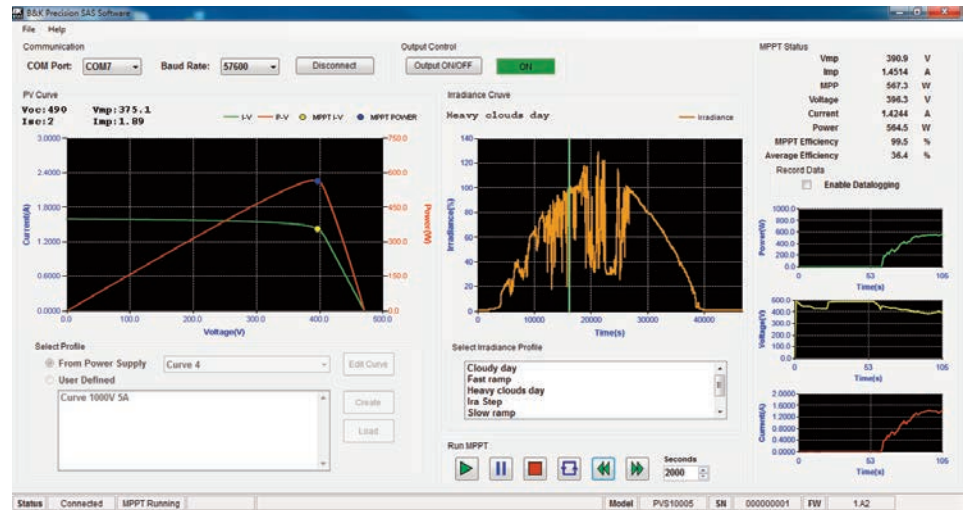 B&K Precision SAS Software
File Help
Communication
COM Port: COM7 Baud Rate: 57600 Disconnect
Output Control
Output ON/OFF ON
MPPT Status
Vmp 390.9 V
Imp 1.4514 A
MPP 567.3 W
Voltage 396.3 V
Current 1.4244 A
Power 564.5 W
MPPT Efficiency 99.5 %
Average Efficiency 36.4 %
Record Data
Enable Datalogging
PV Curve
Voc:490 Vmp:375.1
Isc:2 Imp:1.89
I-V P-V MPPT I-V MPPT POWER
3.0000 750.0
2.4000 600.0
1.8000 450.0
1.2000 300.0
0.6000 150.0
0.0000 0.0
Current(A)
Power(W)
0.0 100.0 200.0 300.0 400.0 500.0
Voltage(V)
Irradiance Cruve
Heavy clouds day Irradiance
140
120
100
80
60
40
20
0
Irradiance(%)
0 10000 20000 30000 40000
Time(s)
1000.0
800.0
600.0
400.0
200.0
0.0
Power(W)
0 53 106
Time(s)
600.0
400.0
300.0
200.0
100.0
0.0
Voltage(V)
0 53 106
Time(s)
2.0000
1.6000
1.2000
0.8000
0.4000
0.0000
Current(A)
0 53 106
Time(s)
Select Profile
From Power Supply Curve 4 Edit Curve
User Defined
Curve 1000V 5A
Create
Load
Select Irradiance Profile
Cloudy day
Fast ramp
Heavy clouds day
Ira Step
Slow ramp
Run MPPT
Seconds
2000
Status Connected MPPT Running Model PVS10005 SN 000000001 FW 1.A2